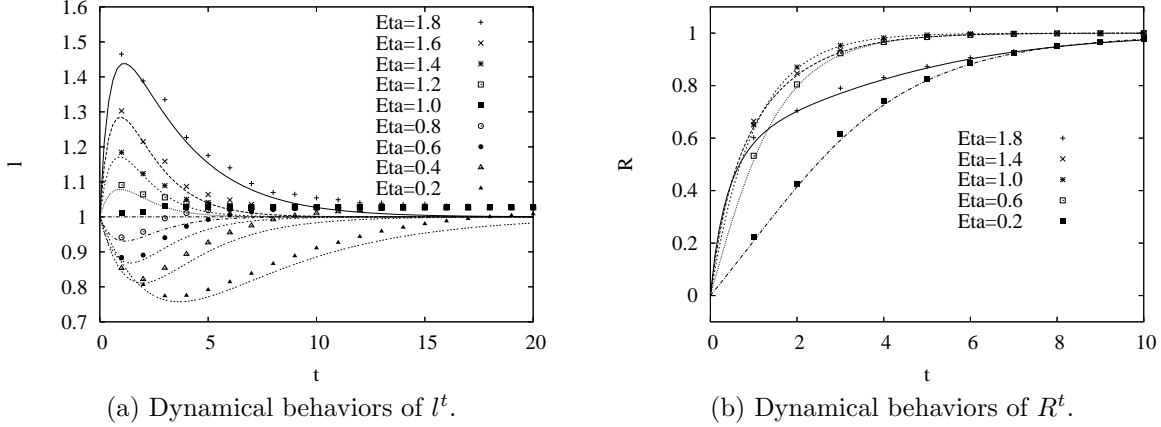 1.6
1.5
1.4
1.3
1.2
1.1
1
0.9
0.8
0.7
l
0
5
10
15
20
t
Eta=1.8
Eta=1.6
Eta=1.4
Eta=1.2
Eta=1.0
Eta=0.8
Eta=0.6
Eta=0.4
Eta=0.2
(a) Dynamical behaviors of l^t.
1
0.8
0.6
0.4
0.2
0
R
0
2
4
6
8
10
t
Eta=1.8
Eta=1.4
Eta=1.0
Eta=0.6
Eta=0.2
(b) Dynamical behaviors of R^t.